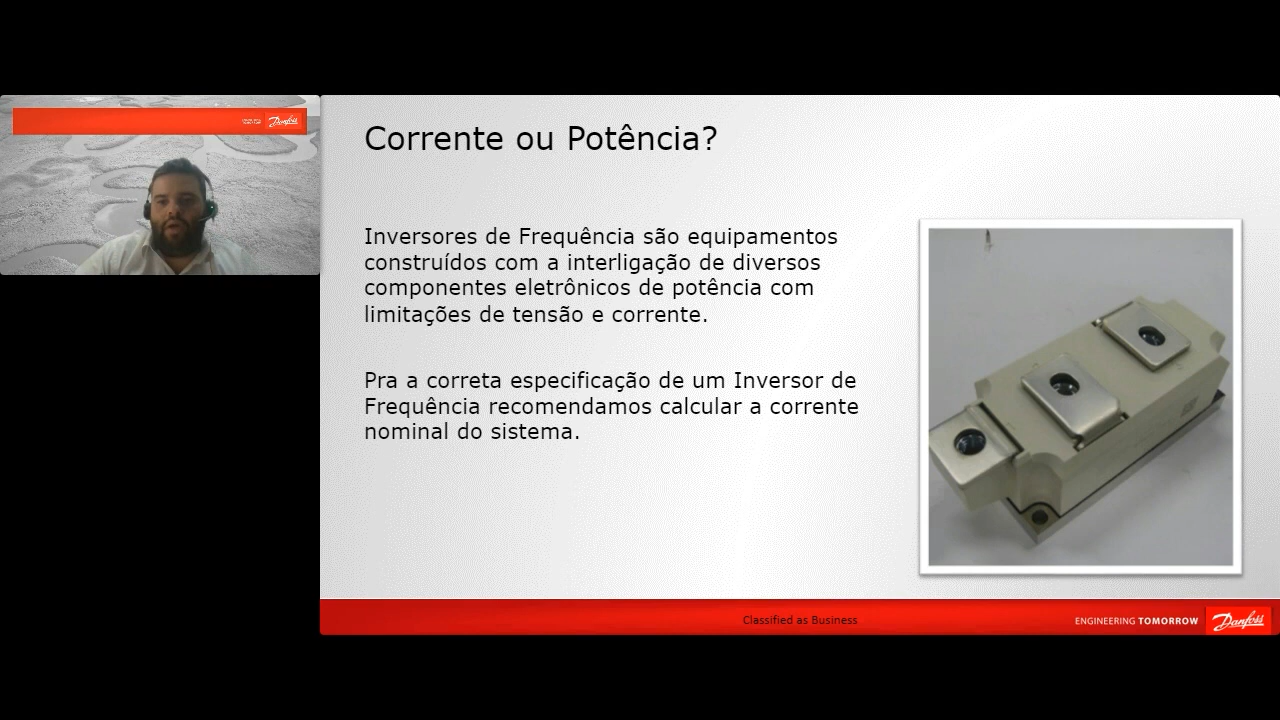 Danfoss
Corrente ou Potência?
Inversores de Frequência são equipamentos
construídos com a interligação de diversos
componentes eletrônicos de potência com
limitações de tensão e corrente.
Pra a correta especificação de um Inversor de
Frequência recomendamos calcular a corrente
nominal do sistema.
Classified as Business
ENGINEERING TOMORROW
Danfoss